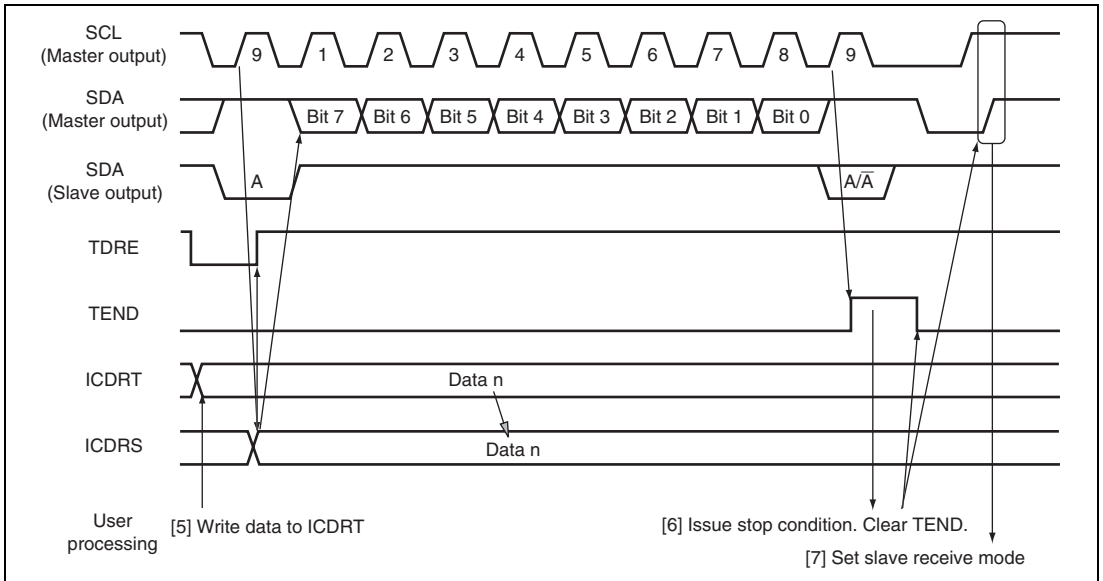 SCL
(Master output)
9 1 2 3 4 5 6 7 8 9
SDA
(Master output)
Bit 7 Bit 6 Bit 5 Bit 4 Bit 3 Bit 2 Bit 1 Bit 0
SDA
(Slave output)
A A/A̅
TDRE
TEND
ICDRT
Data n
ICDRS
Data n
User
processing
[5] Write data to ICDRT
[6] Issue stop condition. Clear TEND.
[7] Set slave receive mode